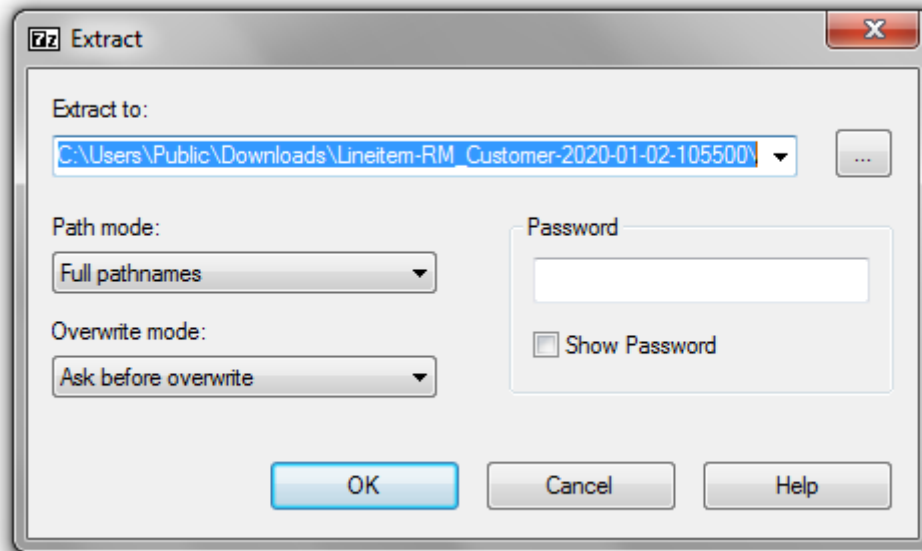 7z Extract
Extract to:
C:\Users\Public\Downloads\Lineitem-RM_Customer-2020-01-02-105500\
...
Path mode:
Full pathnames
Password
Overwrite mode:
Show Password
Ask before overwrite
OK Cancel Help